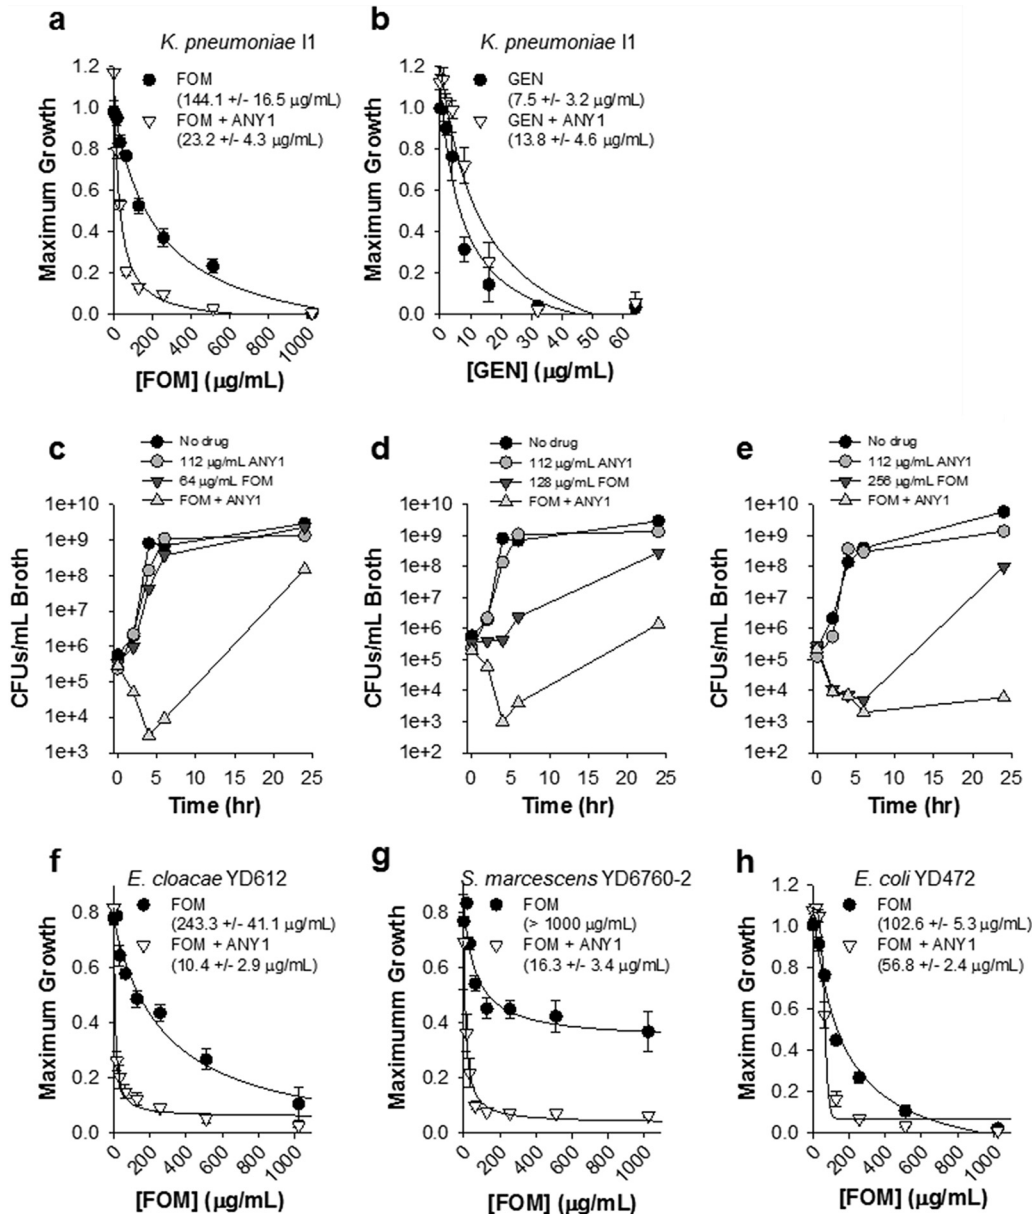 a
K. pneumoniae I1
FOM
(144.1 +/- 16.5 µg/mL)
FOM + ANY1
(23.2 +/- 4.3 µg/mL)
Maximum Growth
1.2
1.0
0.8
0.6
0.4
0.2
0.0
0
200
400
600
800
1000
[FOM] (µg/mL)
b
K. pneumoniae I1
GEN
(7.5 +/- 3.2 µg/mL)
GEN + ANY1
(13.8 +/- 4.6 µg/mL)
Maximum Growth
1.2
1.0
0.8
0.6
0.4
0.2
0.0
0
10
20
30
40
50
60
[GEN] (µg/mL)
c
No drug
112 µg/mL ANY1
64 µg/mL FOM
FOM + ANY1
CFUs/mL Broth
1e+10
1e+9
1e+8
1e+7
1e+6
1e+5
1e+4
1e+3
0 5 10 15 20 25
Time (hr)
d
No drug
112 µg/mL ANY1
128 µg/mL FOM
FOM + ANY1
CFUs/mL Broth
1e+10
1e+9
1e+8
1e+7
1e+6
1e+5
1e+4
1e+3
1e+2
0 5 10 15 20 25
Time (hr)
e
No drug
112 µg/mL ANY1
256 µg/mL FOM
FOM + ANY1
CFUs/mL Broth
1e+10
1e+9
1e+8
1e+7
1e+6
1e+5
1e+4
1e+3
1e+2
0 5 10 15 20 25
Time (hr)
f
E. cloacae YD612
FOM
(243.3 +/- 41.1 µg/mL)
FOM + ANY1
(10.4 +/- 2.9 µg/mL)
Maximum Growth
0.8
0.6
0.4
0.2
0.0
0
200
400
600
800
1000
[FOM] (µg/mL)
g
S. marcescens YD6760-2
FOM
(> 1000 µg/mL)
FOM + ANY1
(16.3 +/- 3.4 µg/mL)
Maximumm Growth
0.8
0.6
0.4
0.2
0.0
0
200
400
600
800
1000
[FOM] (µg/mL)
h
E. coli YD472
FOM
(102.6 +/- 5.3 µg/mL)
FOM + ANY1
(56.8 +/- 2.4 µg/mL)
Maximum Growth
1.2
1.0
0.8
0.6
0.4
0.2
0.0
0
200
400
600
800
1000
[FOM] (µg/mL)